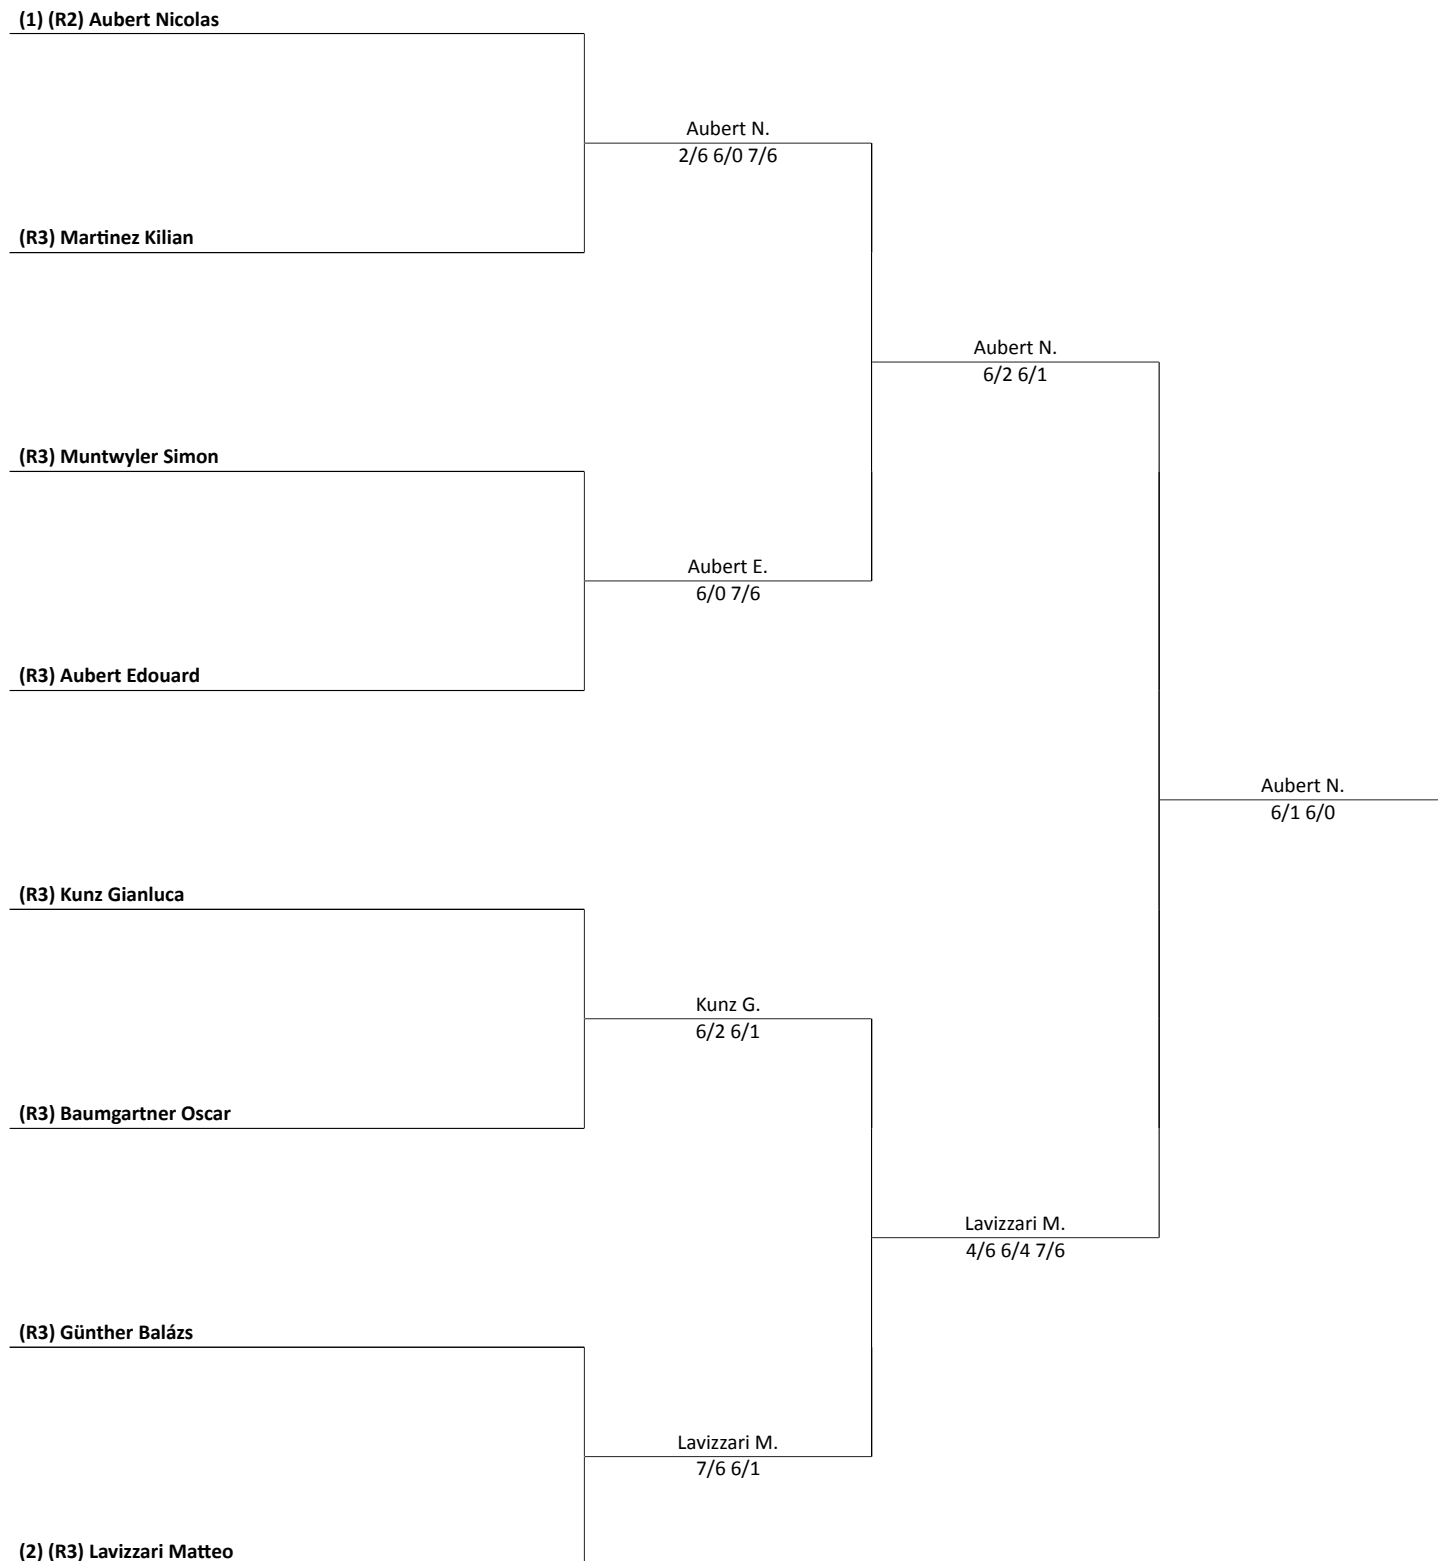 (1) (R2) Aubert Nicolas
Aubert N.
2/6 6/0 7/6
(R3) Martinez Kilian
Aubert N.
6/2 6/1
(R3) Muntwyler Simon
Aubert E.
6/0 7/6
(R3) Aubert Edouard
Aubert N.
6/1 6/0
(R3) Kunz Gianluca
Kunz G.
6/2 6/1
(R3) Baumgartner Oscar
Lavizzari M.
4/6 6/4 7/6
(R3) Günther Balázs
Lavizzari M.
7/6 6/1
(2) (R3) Lavizzari Matteo